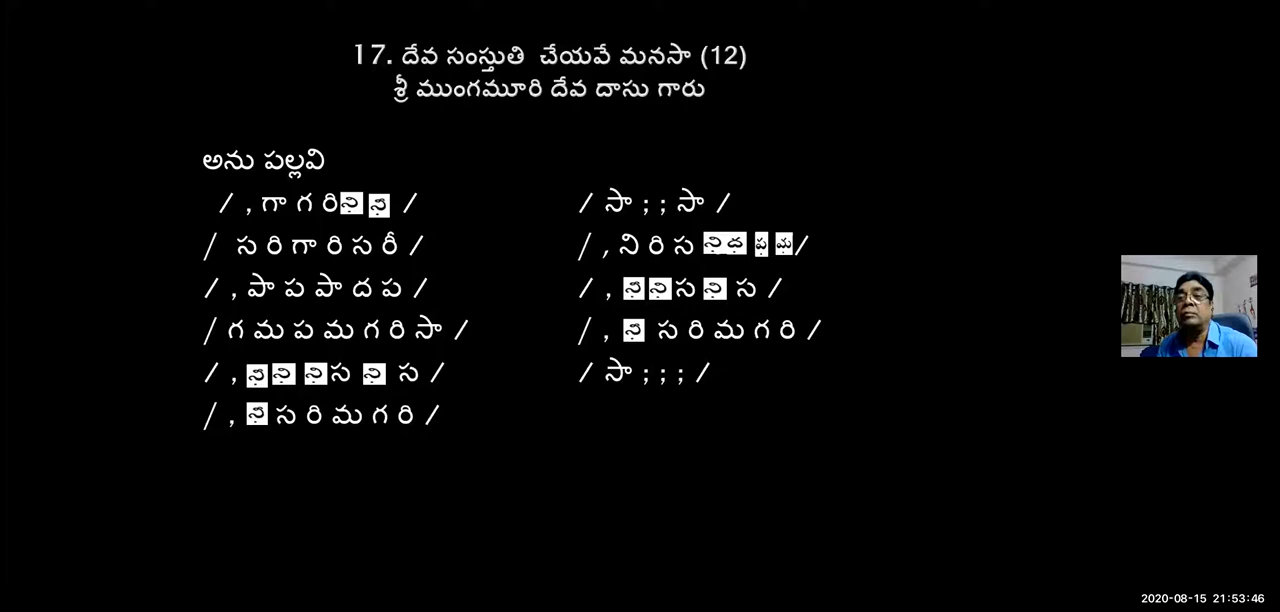 17. దేవ సంస్తుతి చేయవే మనసా (12)
శ్రీ ముంగమూరి దేవ దాసు గారు
అను పల్లవి
/ , గా గ రి ని ని /
/ సా ; ; సా /
/ స రి గా రి స రీ /
/ , ని రి స ని ద ప మ /
/ , పా ప పా ద ప /
/ , ని ని స ని స /
/ గ మ ప మ గ రి సా /
/ , ని స రి మ గ రి /
/ , ని ని ని స ని స /
/ సా ; ; ; /
/ , ని స రి మ గ రి /
2020-08-15 21:53:46